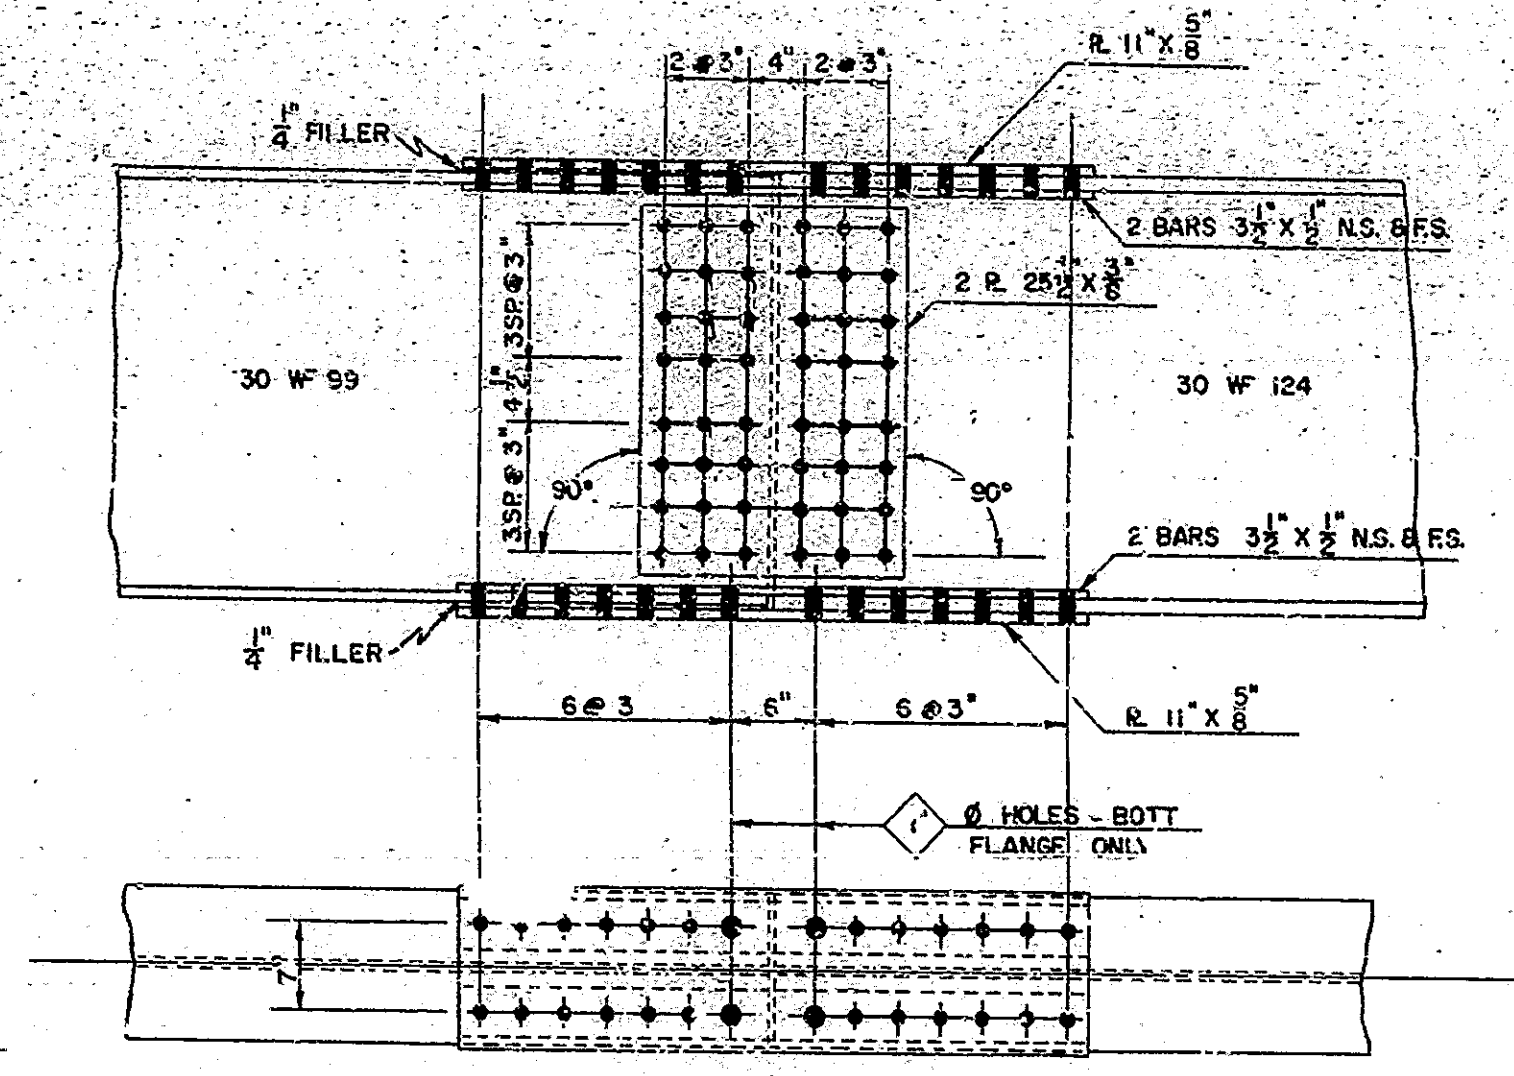 2 @ 3" 4" 2 @ 3"
PL 11" X 5/8"
1/4" FILLER
2 BARS 3 1/2" X 1/2" N.S. & F.S.
3 SP. @ 3"
2 PL 25 1/2" X 3/8"
30 WF 99
4 1/2"
30 WF 124
3 SP. @ 3"
90°
90°
2 BARS 3 1/2" X 1/2" N.S. & F.S.
1/4" FILLER
6 @ 3 6" 6 @ 3"
PL 11" X 5/8"
Ø HOLES - BOTT
FLANGE ONLY
7"